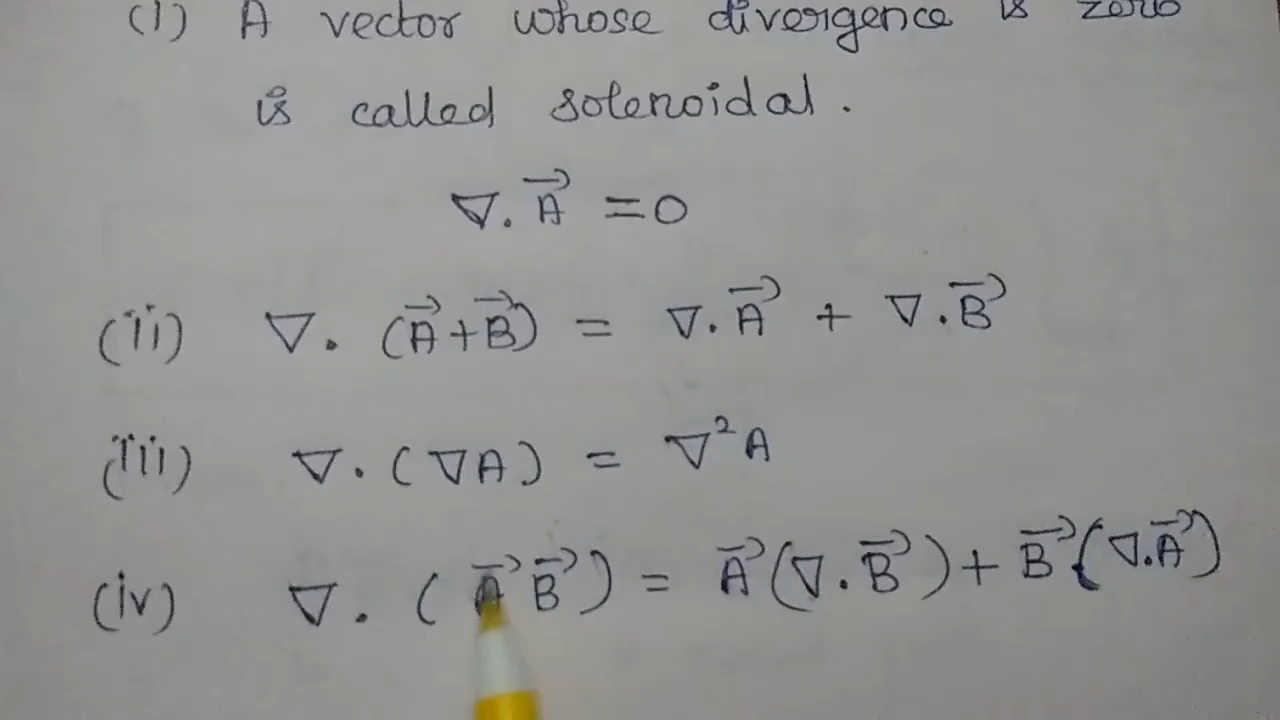 (i) A vector whose divergence is zero
is called solenoidal.
∇. A⃗ = 0
(ii) ∇. (A⃗ + B⃗) = ∇. A⃗ + ∇. B⃗
(iii) ∇. (∇A) = ∇²A
(iv) ∇. (A⃗ B⃗) = A⃗ (∇. B⃗) + B⃗ (∇. A⃗)